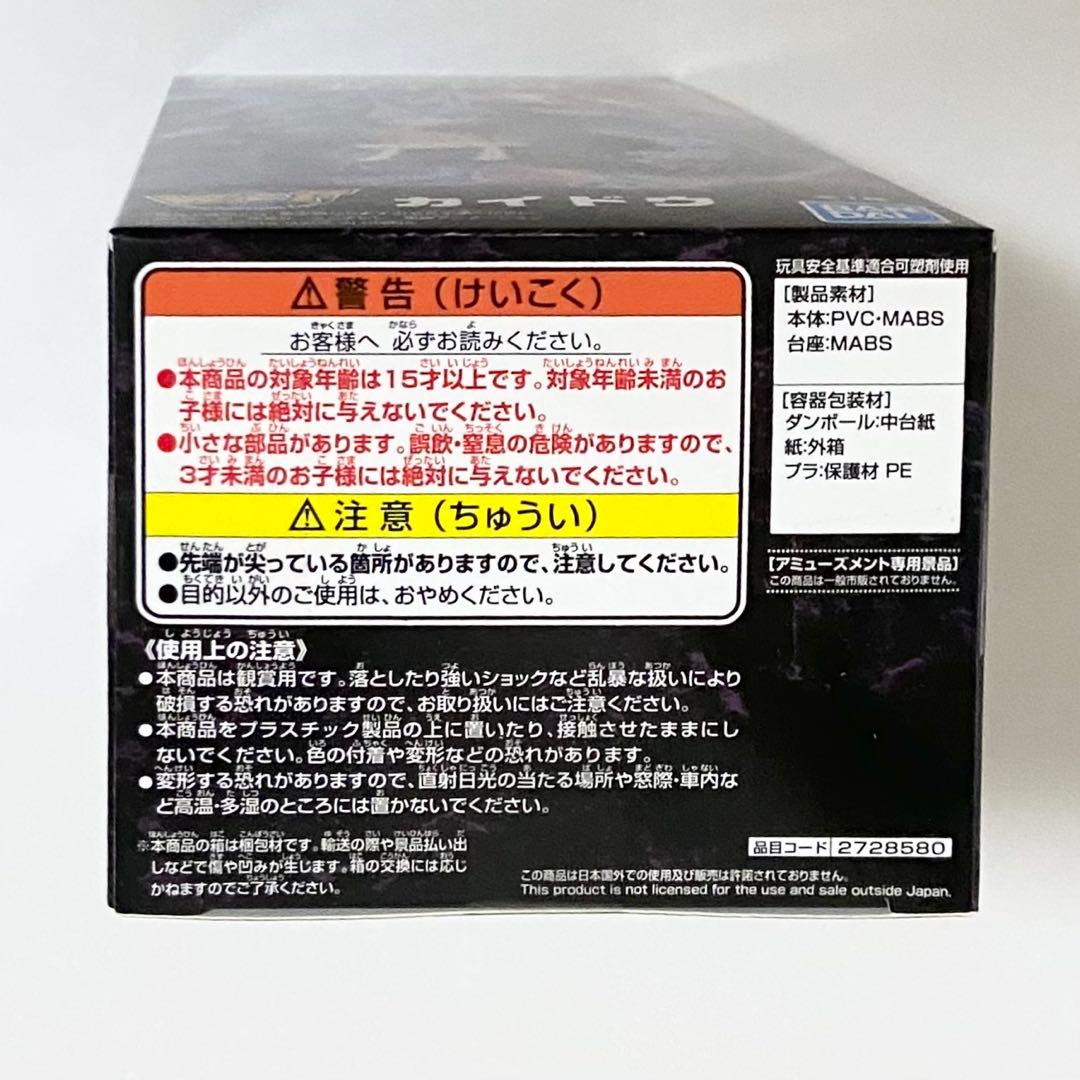 カイドウ
BAN
DAI
⚠警告（けいこく）
お客様へ 必ずお読みください。
●本商品の対象年齢は15才以上です。対象年齢未満のお
子様には絶対に与えないでください。
●小さな部品があります。誤飲・窒息の危険がありますので、
3才未満のお子様には絶対に与えないでください。
⚠注意（ちゅうい）
●先端が尖っている箇所がありますので、注意してください。
●目的以外のご使用は、おやめください。
《使用上の注意》
●本商品は観賞用です。落としたり強いショックなど乱暴な扱いにより
破損する恐れがありますので、お取り扱いにはご注意ください。
●本商品をプラスチック製品の上に置いたり、接触させたままにし
ないでください。色の付着や変形などの恐れがあります。
●変形する恐れがありますので、直射日光の当たる場所や窓際・車内な
ど高温・多湿のところには置かないでください。
※本商品の箱は梱包材です。輸送の際や景品払い出
しなどで傷や凹みが生じます。箱の交換には応じ
かねますのでご了承ください。
玩具安全基準適合可塑剤使用
[製品素材]
本体:PVC・MABS
台座:MABS
[容器包装材]
ダンボール:中台紙
紙:外箱
プラ:保護材 PE
【アミューズメント専用景品】
この商品は一般市販されておりません。
品目コード 2728580
この商品は日本国外での使用及び販売は許諾されておりません。
This product is not licensed for the use and sale outside Japan.